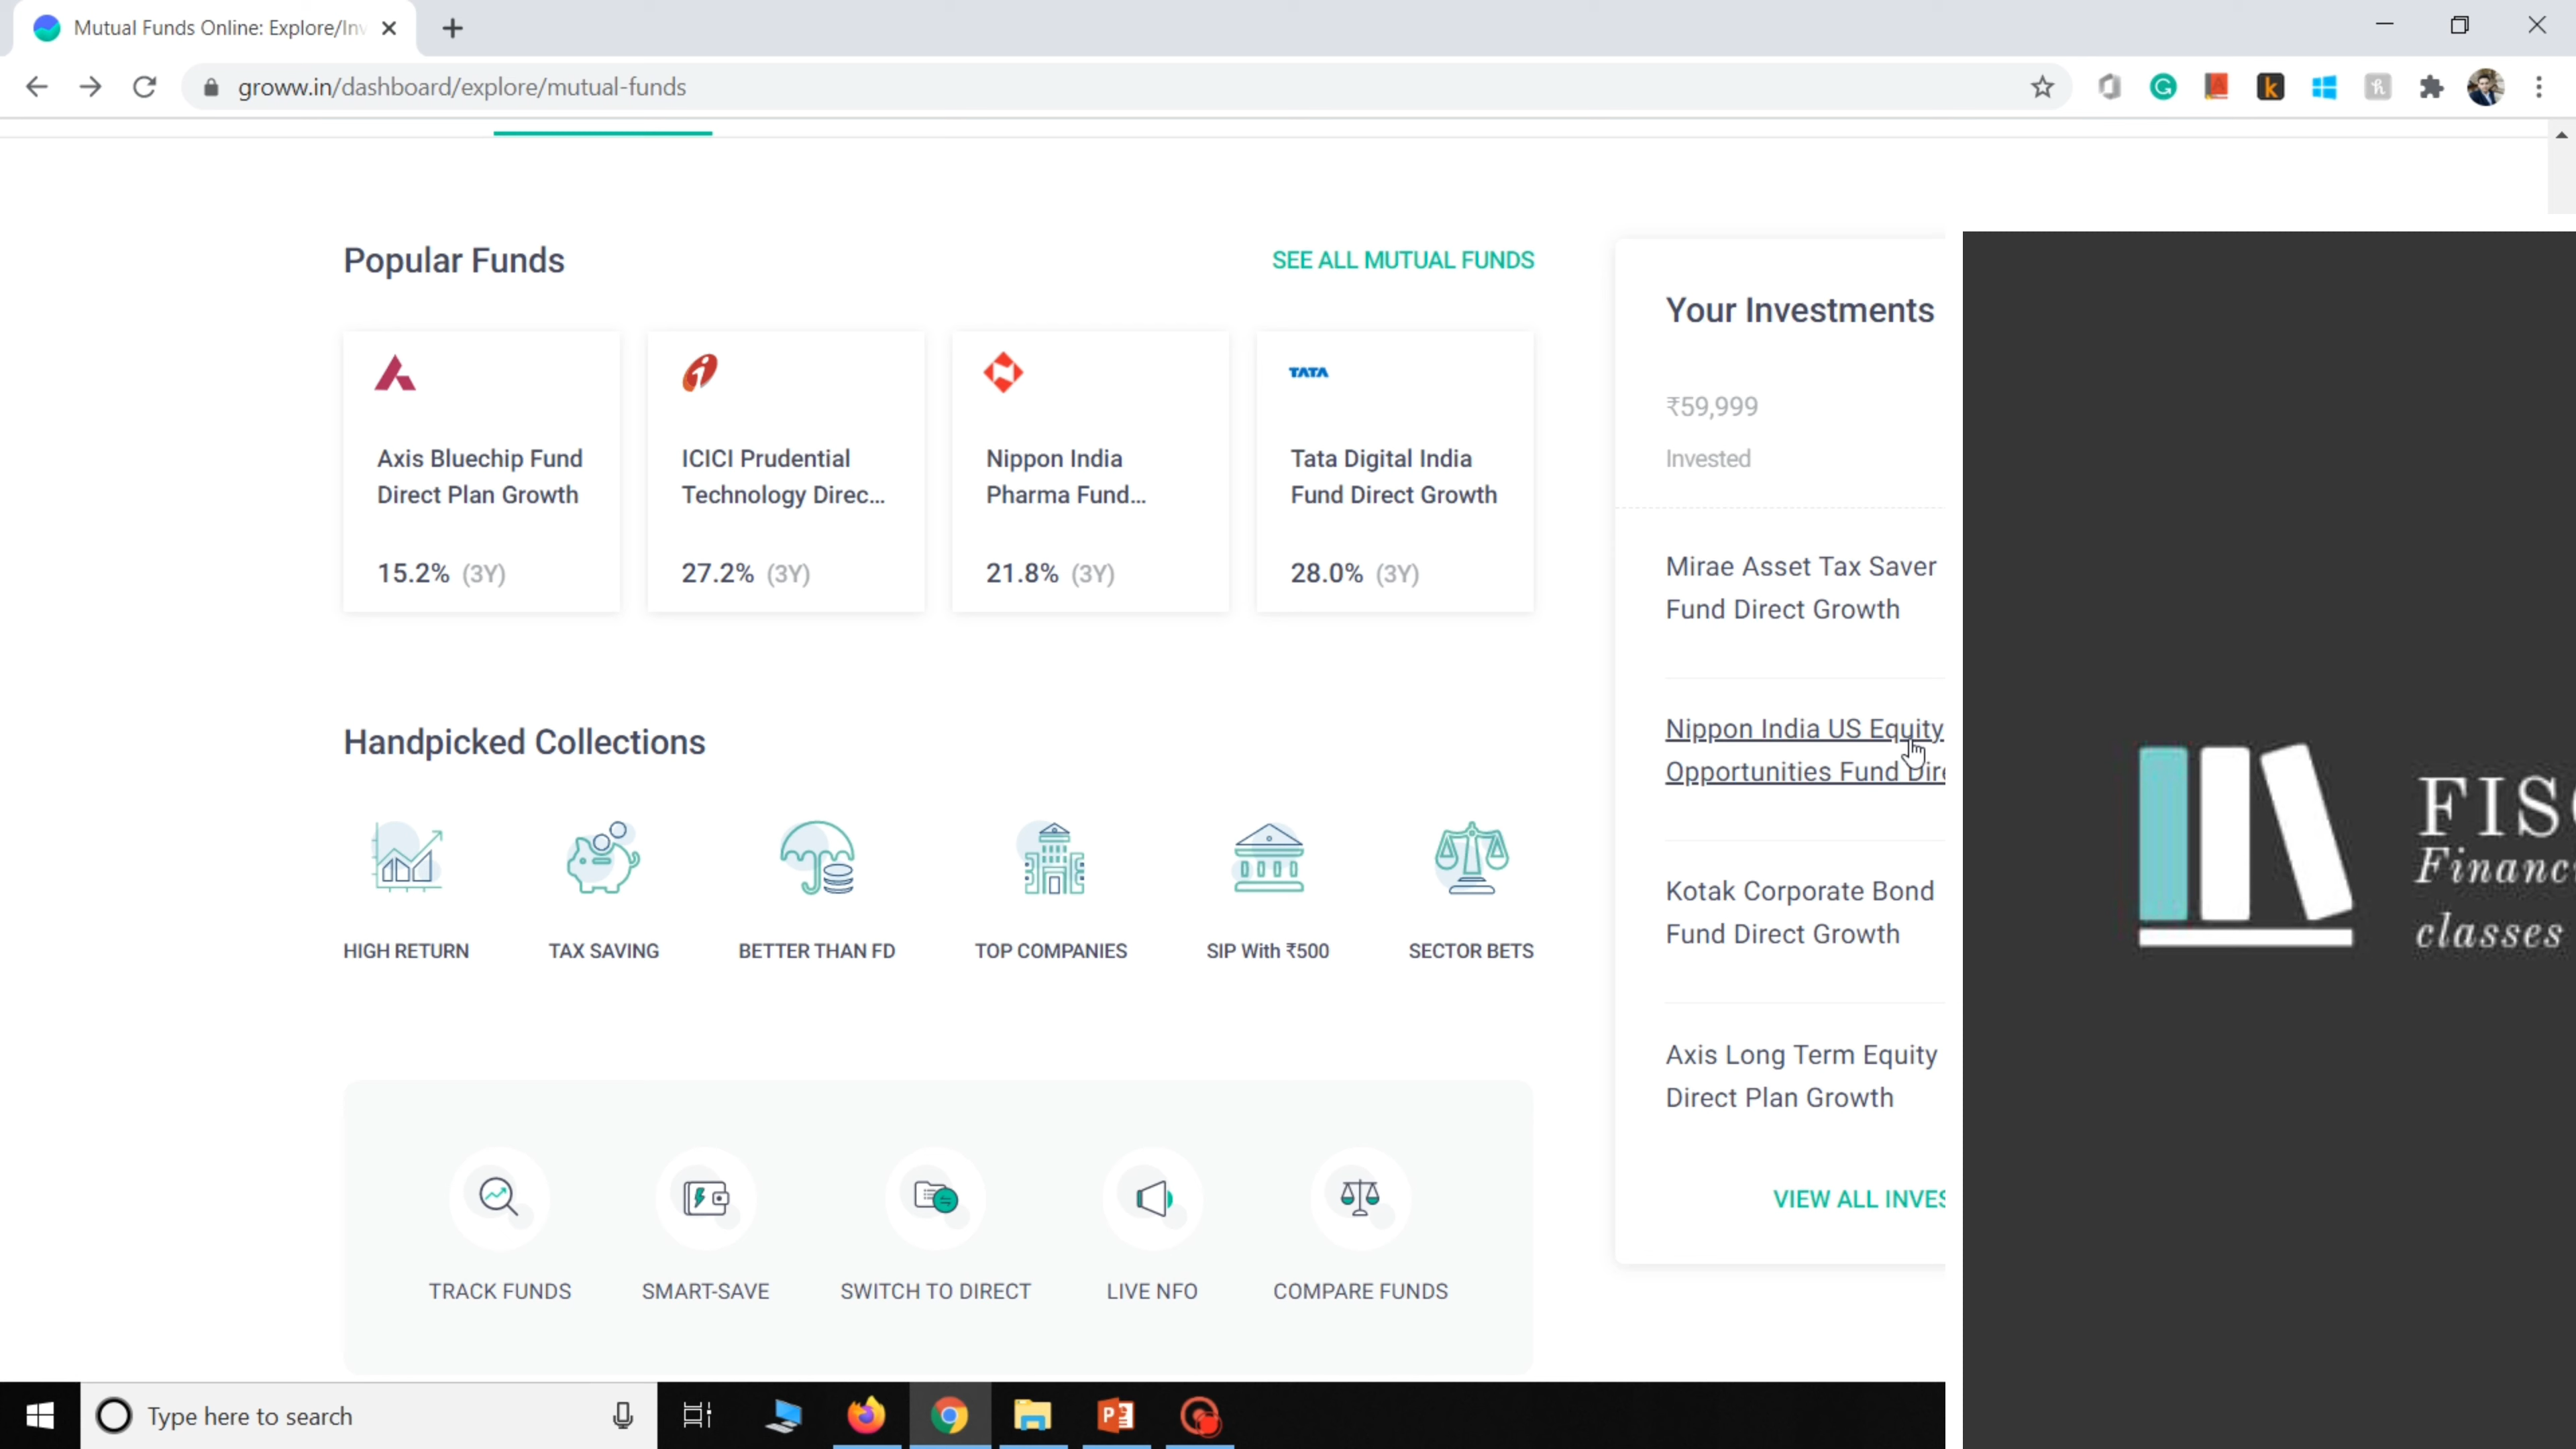 Mutual Funds Online: Explore/Inv
groww.in/dashboard/explore/mutual-funds
Popular Funds
SEE ALL MUTUAL FUNDS
TATA
Axis Bluechip Fund
Direct Plan Growth
15.2% (3Y)
ICICI Prudential
Technology Direc...
27.2% (3Y)
Nippon India
Pharma Fund...
21.8% (3Y)
Tata Digital India
Fund Direct Growth
28.0% (3Y)
Handpicked Collections
HIGH RETURN
TAX SAVING
BETTER THAN FD
TOP COMPANIES
SIP With ₹500
SECTOR BETS
TRACK FUNDS
SMART-SAVE
SWITCH TO DIRECT
LIVE NFO
COMPARE FUNDS
Your Investments
₹59,999
Invested
Mirae Asset Tax Saver
Fund Direct Growth
Nippon India US Equity
Opportunities Fund Dire
Kotak Corporate Bond
Fund Direct Growth
Axis Long Term Equity
Direct Plan Growth
VIEW ALL INVES
FIS
Financ
classes
Type here to search